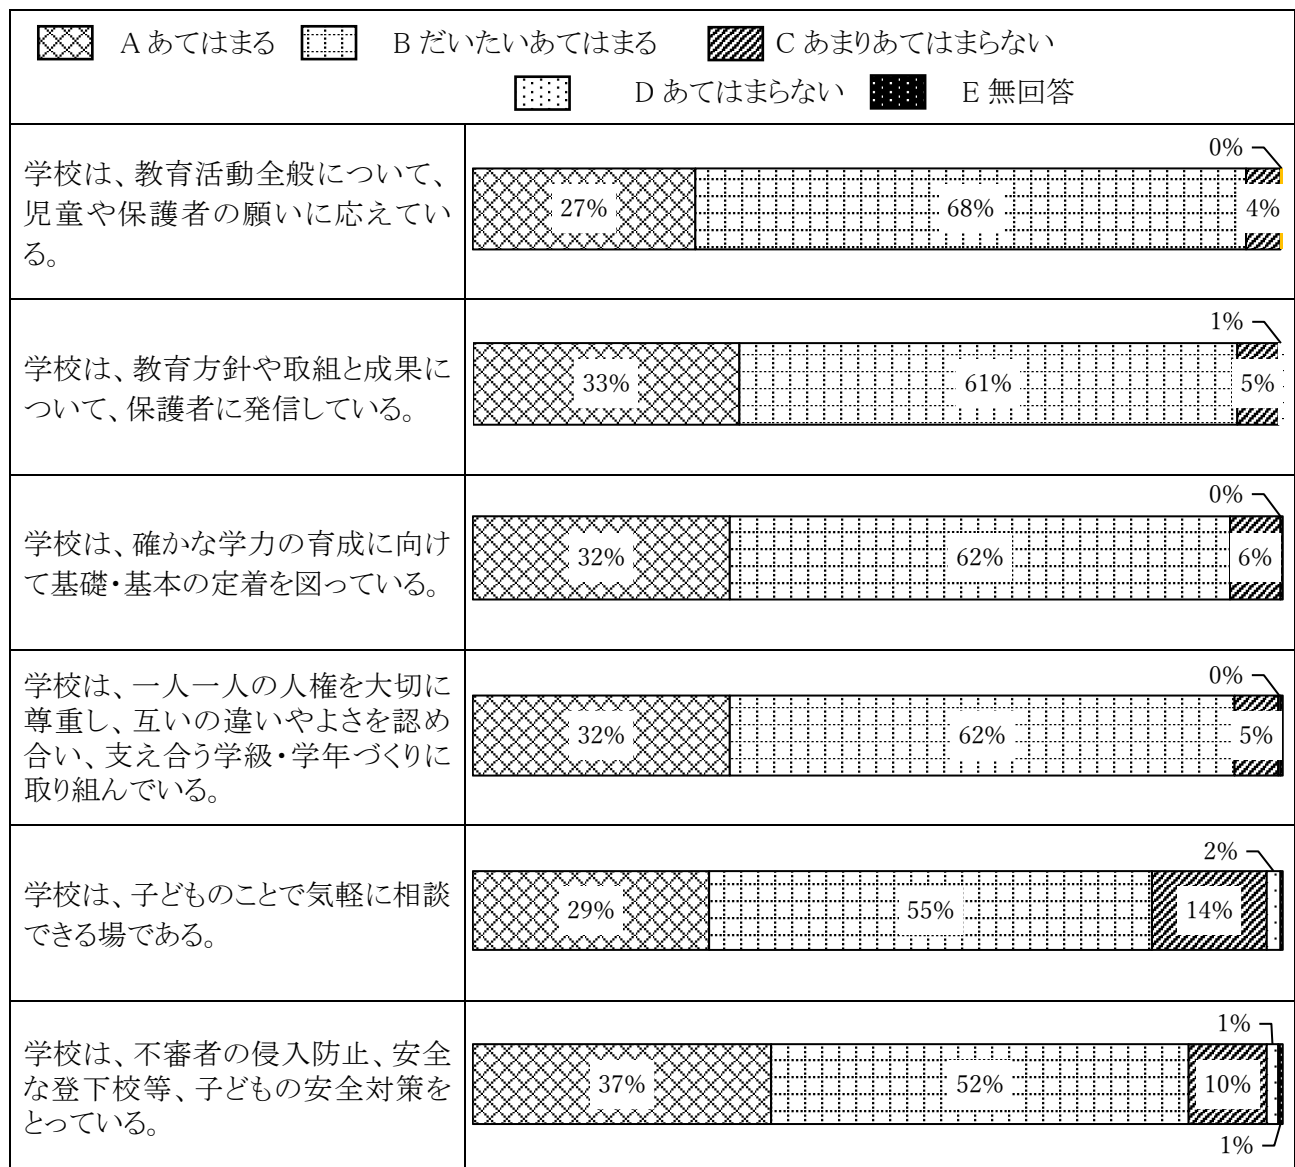 A あてはまる B だいたいあてはまる C あまりあてはまらない
D あてはまらない E 無回答
学校は、教育活動全般について、
児童や保護者の願いに応えてい
る。
0%
27% 68% 4%
学校は、教育方針や取組と成果に
ついて、保護者に発信している。
1%
33% 61% 5%
学校は、確かな学力の育成に向け
て基礎・基本の定着を図っている。
0%
32% 62% 6%
学校は、一人一人の人権を大切に
尊重し、互いの違いやよさを認め
合い、支え合う学級・学年づくりに
取り組んでいる。
0%
32% 62% 5%
学校は、子どものことで気軽に相談
できる場である。
2%
29% 55% 14%
学校は、不審者の侵入防止、安全
な登下校等、子どもの安全対策を
とっている。
1%
37% 52% 10%
1%